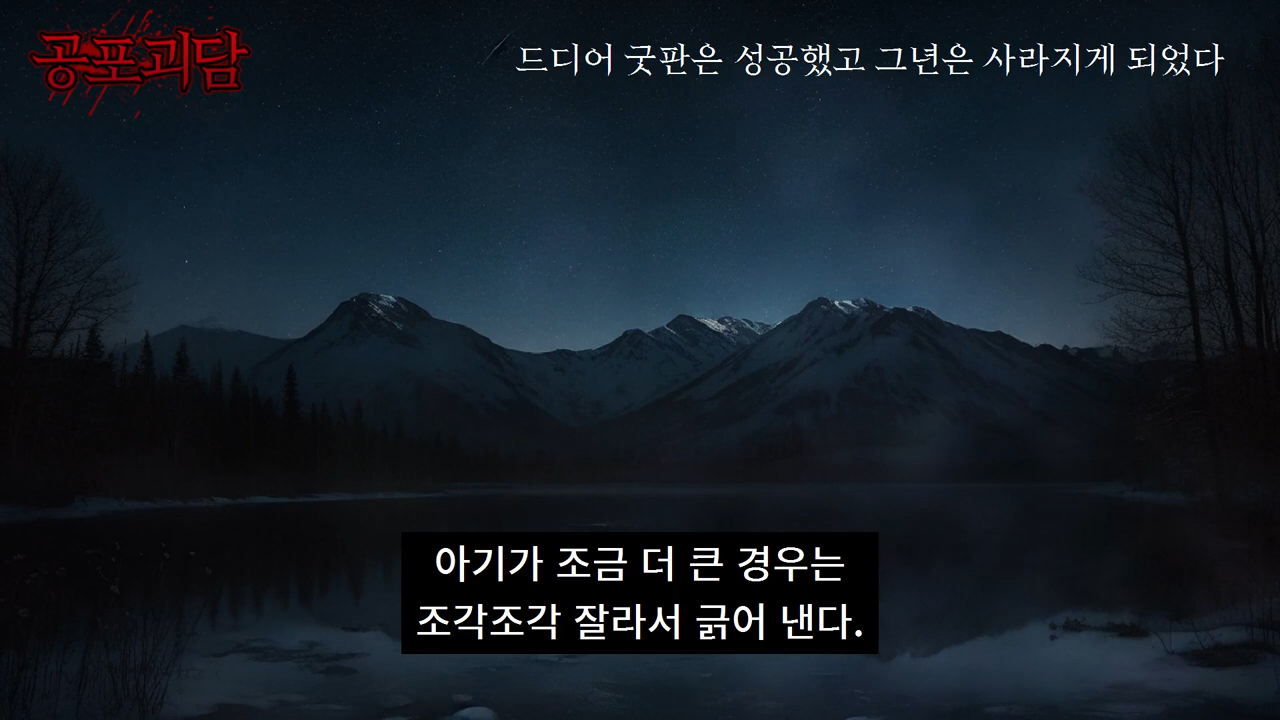 공포괴담
드디어 굿판은 성공했고 그년은 사라지게 되었다
아기가 조금 더 큰 경우는
조각조각 잘라서 긁어 낸다.